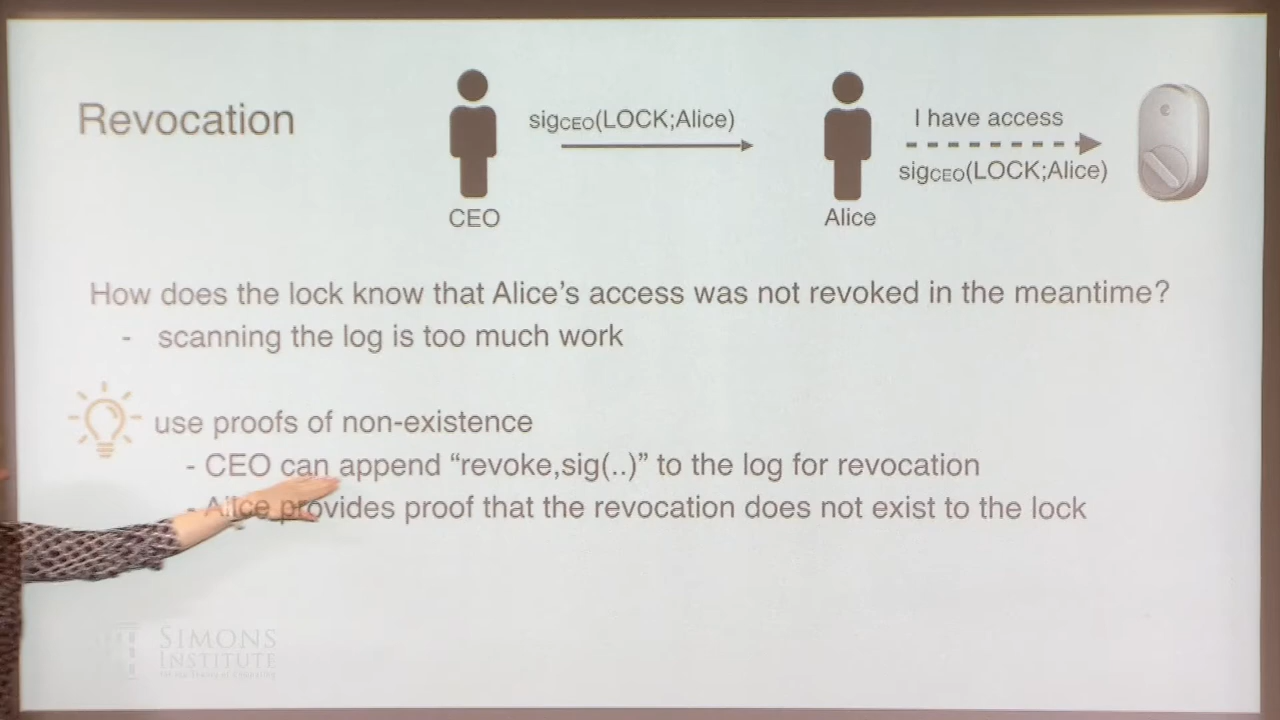 Revocation
sigCEO(LOCK;Alice)
I have access
sigCEO(LOCK;Alice)
CEO
Alice
How does the lock know that Alice's access was not revoked in the meantime?
- scanning the log is too much work
use proofs of non-existence
- CEO can append “revoke,sig(..)” to the log for revocation
- Alice provides proof that the revocation does not exist to the lock
SIMONS
INSTITUTE